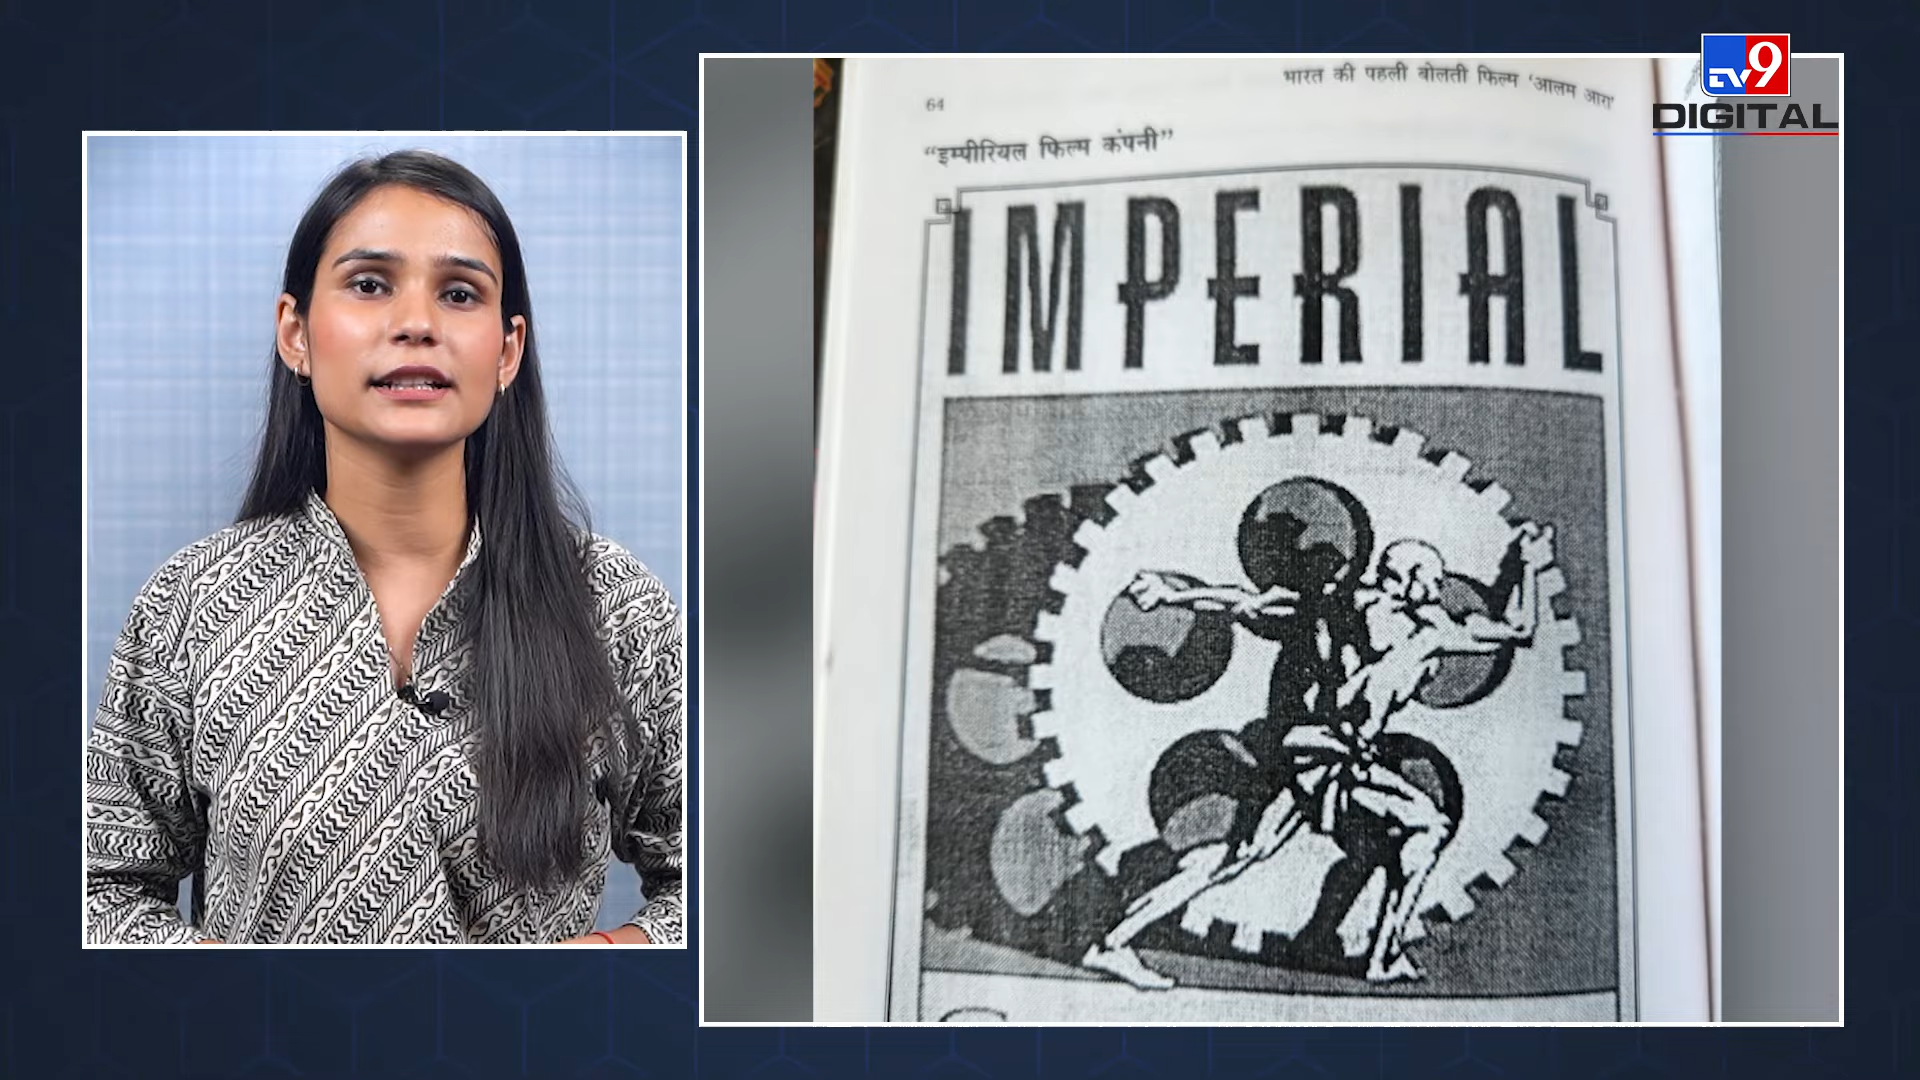 TV9
DIGITAL
64
भारत की पहली बोलती फिल्म ‘आलम आरा’
“इम्पीरियल फिल्म कंपनी”
IMPERIAL